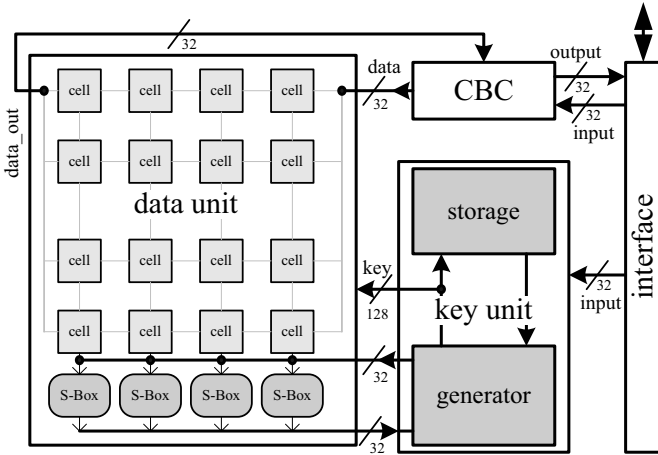 32
data
output
CBC
32
32
32
input
data_out
cell cell cell cell
cell cell cell cell
data unit
storage
cell cell cell cell
key
128
key unit
32
input
interface
cell cell cell cell
32
S-Box S-Box S-Box S-Box
generator
32